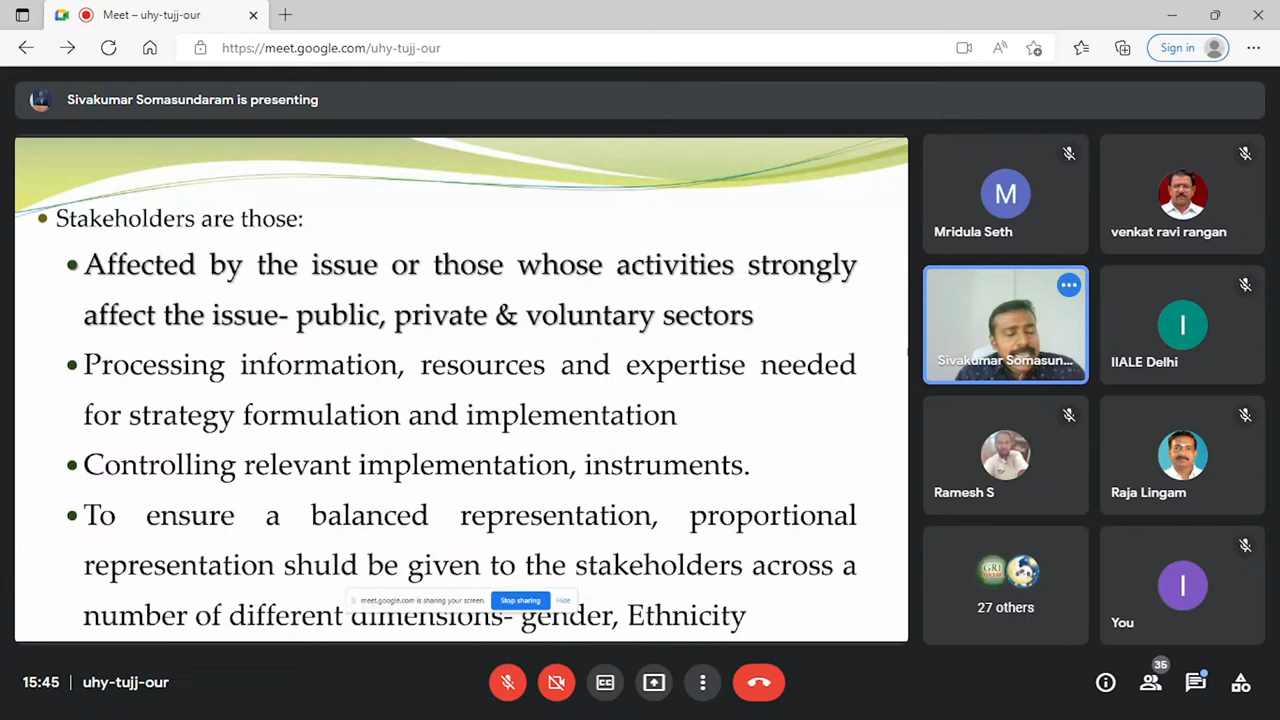 Meet – uhy-tujj-our
https://meet.google.com/uhy-tujj-our
Sign in
Sivakumar Somasundaram is presenting
Stakeholders are those:
Affected by the issue or those whose activities strongly
affect the issue- public, private & voluntary sectors
Processing information, resources and expertise needed
for strategy formulation and implementation
Controlling relevant implementation, instruments.
To ensure a balanced representation, proportional
representation shuld be given to the stakeholders across a
number of different dimensions- gender, Ethnicity
meet.google.com is sharing your screen.
Stop sharing
Hide
M
Mridula Seth
venkat ravi rangan
Sivakumar Somasun...
I
IIALE Delhi
Ramesh S
Raja Lingam
GRI
27 others
I
You
15:45 | uhy-tujj-our
35